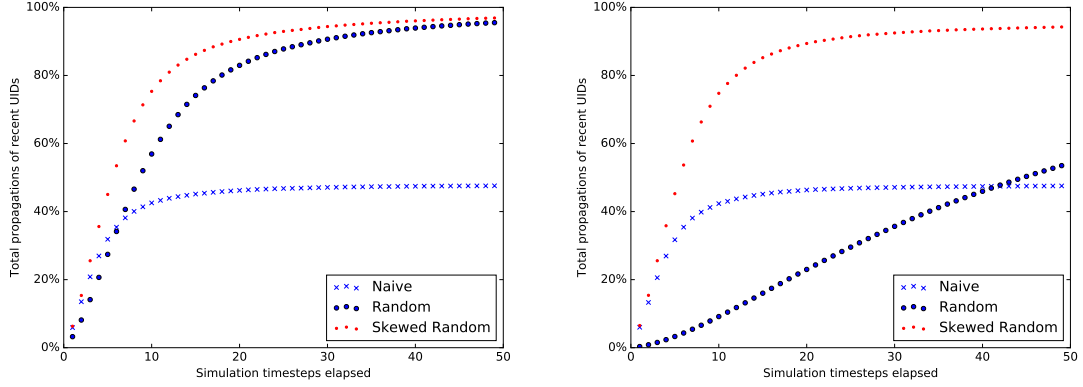 100%
80%
60%
40%
20%
0%
Total propagations of recent UIDs
0
10
20
30
40
50
Simulation timesteps elapsed
Naive
Random
Skewed Random
100%
80%
60%
40%
20%
0%
Total propagations of recent UIDs
0
10
20
30
40
50
Simulation timesteps elapsed
Naive
Random
Skewed Random